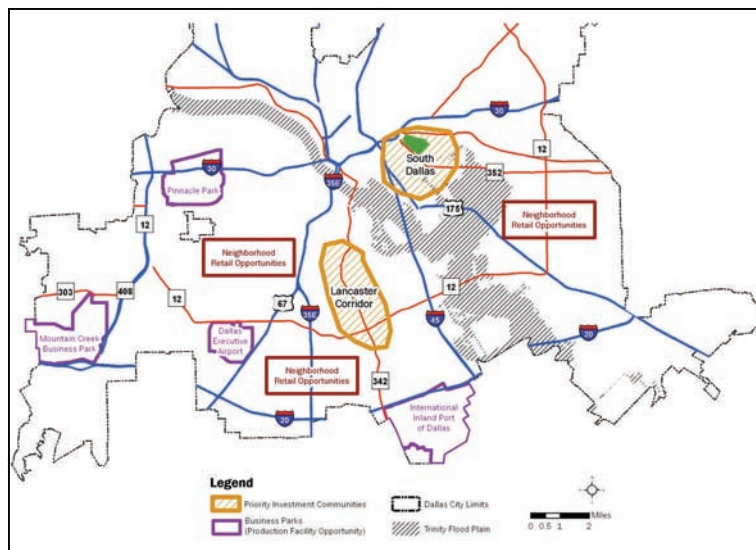 30
12
South
Dallas
352
30
Pinnacle Park
35E
175
Neighborhood
Retail Opportunities
12
Neighborhood
Retail Opportunities
Lancaster
Corridor
303
408
12
67
35E
12
45
20
Mountain Creek
Business Park
Dallas
Executive
Airport
Neighborhood
Retail Opportunities
342
International
Inland Port
of Dallas
20
Legend
Priority Investment Communities
Business Parks
(Production Facility Opportunity)
Dallas City Limits
Trinity Flood Plain
Miles
0 0.5 1 2